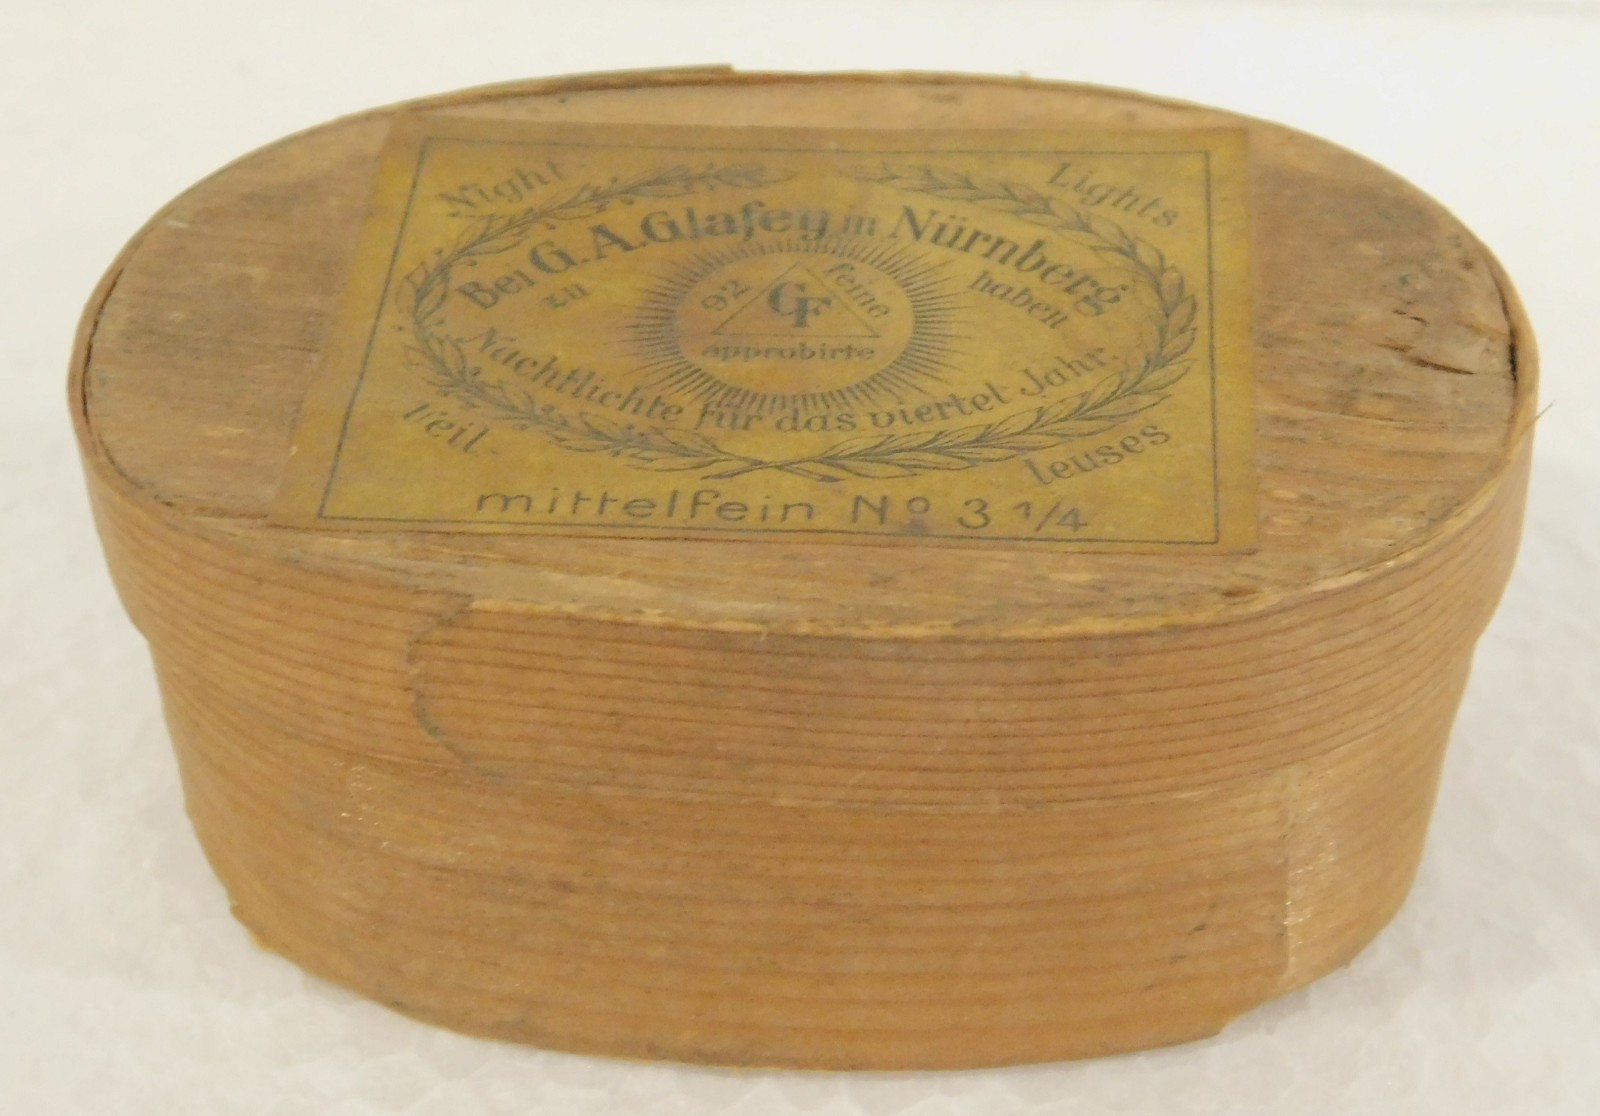 Night Lights
Bei G. A. Glafey in Nürnberg
zu haben
92 feine
GF
approbirte
Nachtlichte für das viertel Jahr.
Veil leuses
mittelfein No 3 1/4